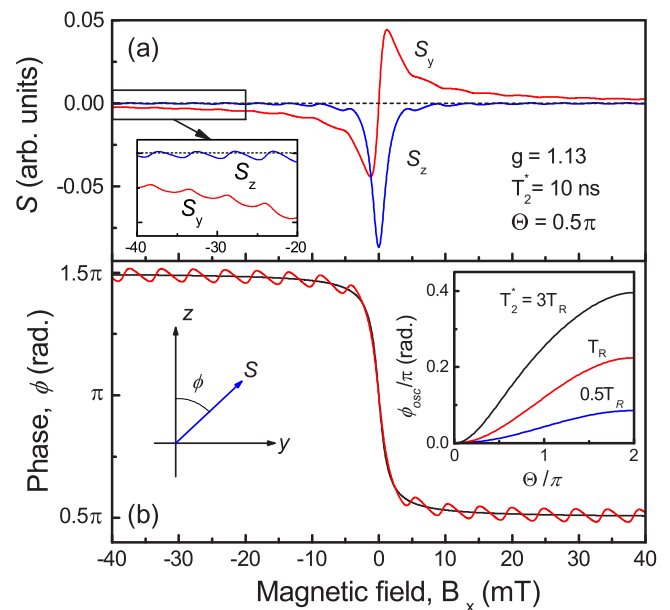 (a)
0.05
0.00
-0.05
S (arb. units)
S_y
S_z
g = 1.13
T_2^* = 10 ns
Θ = 0.5π
S_z
S_y
-40 -30 -20
1.5π
π
0.5π
Phase, ϕ (rad.)
z
ϕ
S
y
(b)
0.4
0.2
0.0
ϕ_osc/π (rad.)
T_2^* = 3T_R
T_R
0.5T_R
0 1 2
Θ/π
-40 -30 -20 -10 0 10 20 30 40
Magnetic field, B_x (mT)